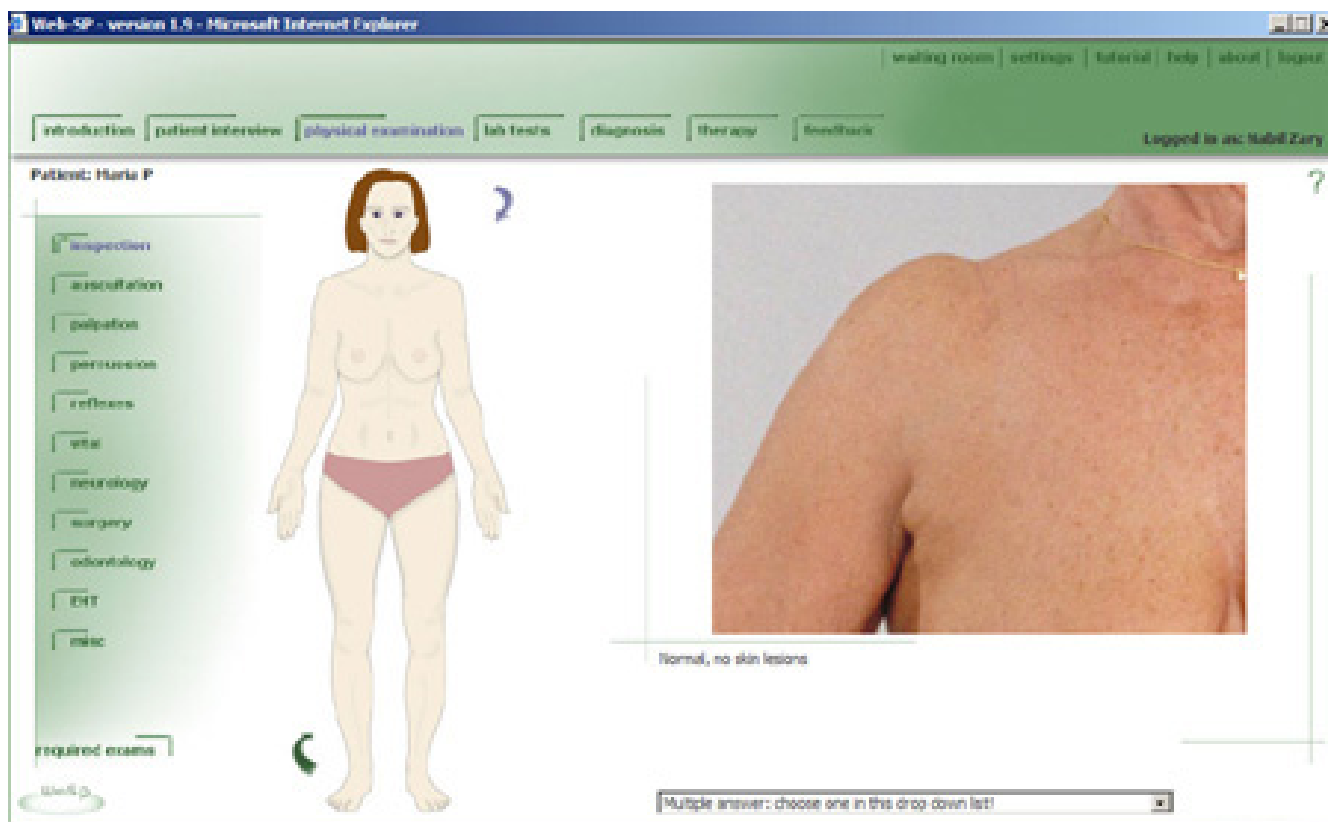 Web-SP - version 1.9 - Microsoft Internet Explorer
waiting room | settings | tutorial | help | about | logout
introduction patient interview physical examination lab tests diagnosis therapy feedback
Logged in as: Nabil Zary
Patient: Maria P
?
inspection
auscultation
palpation
percussion
reflexes
vital
neurology
surgery
odontology
ENT
misc
Normal, no skin lesions
required exams
WebSp
Multiple answer: choose one in this drop down list!